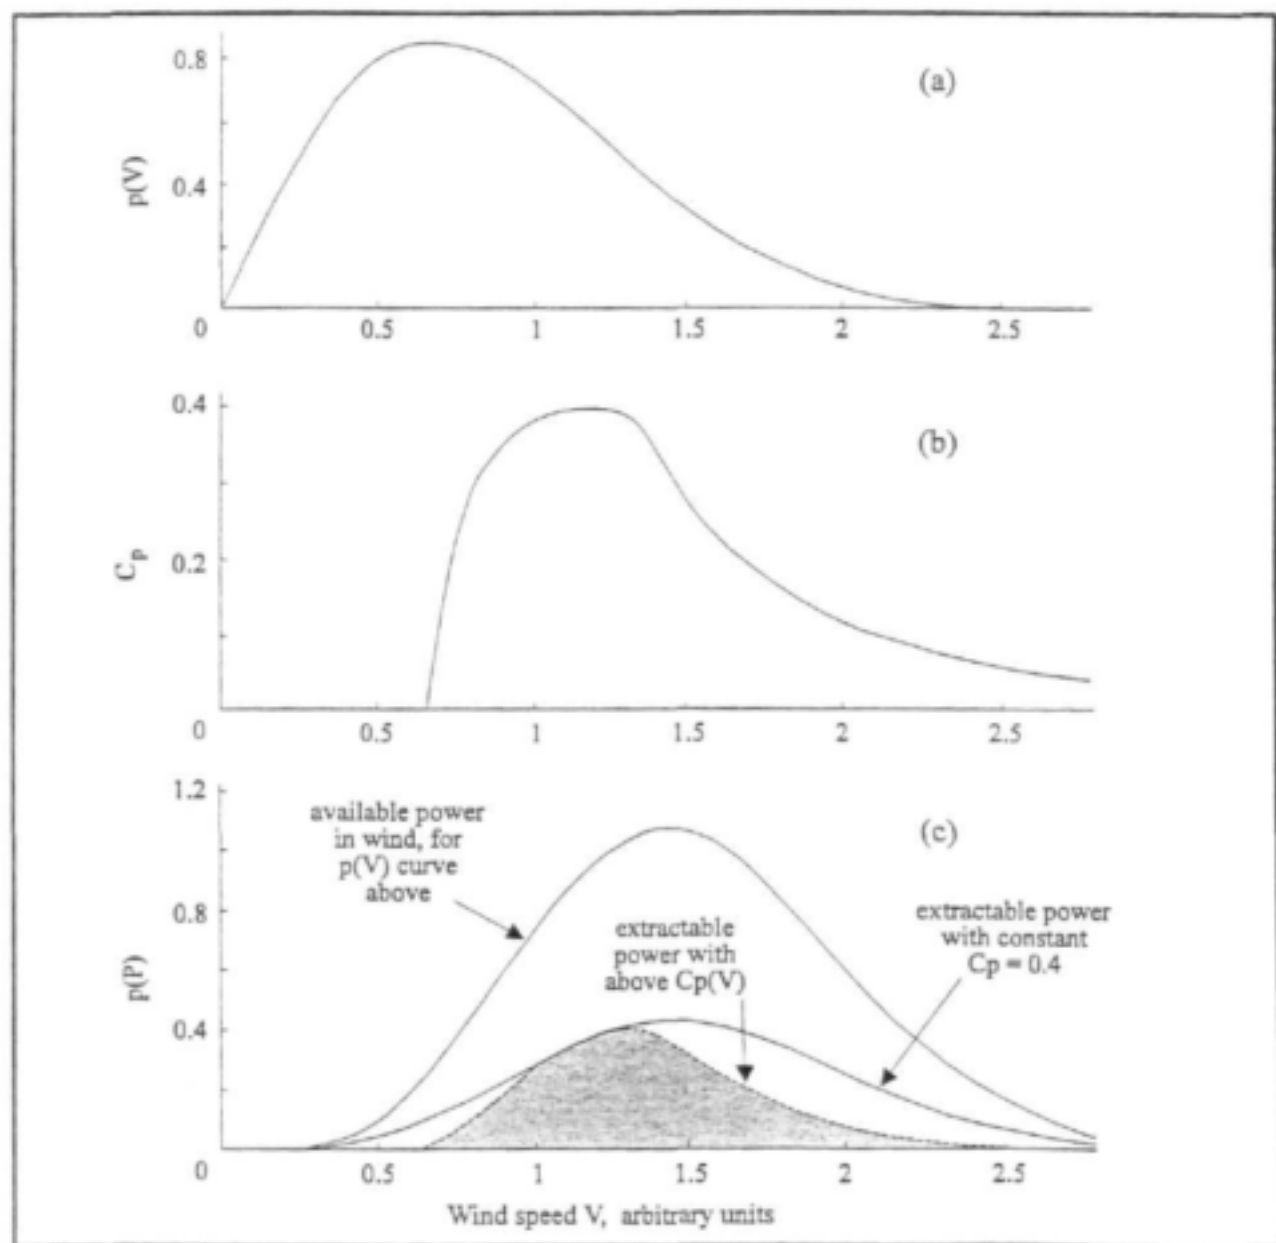 (a)
0.8
0.4
p(V)
0
0.5
1
1.5
2
2.5
(b)
0.4
0.2
Cp
0
0.5
1
1.5
2
2.5
(c)
1.2
0.8
0.4
p(P)
available power
in wind, for
p(V) curve
above
extractable
power with
above Cp(V)
extractable power
with constant
Cp = 0.4
0
0.5
1
1.5
2
2.5
Wind speed V, arbitrary units